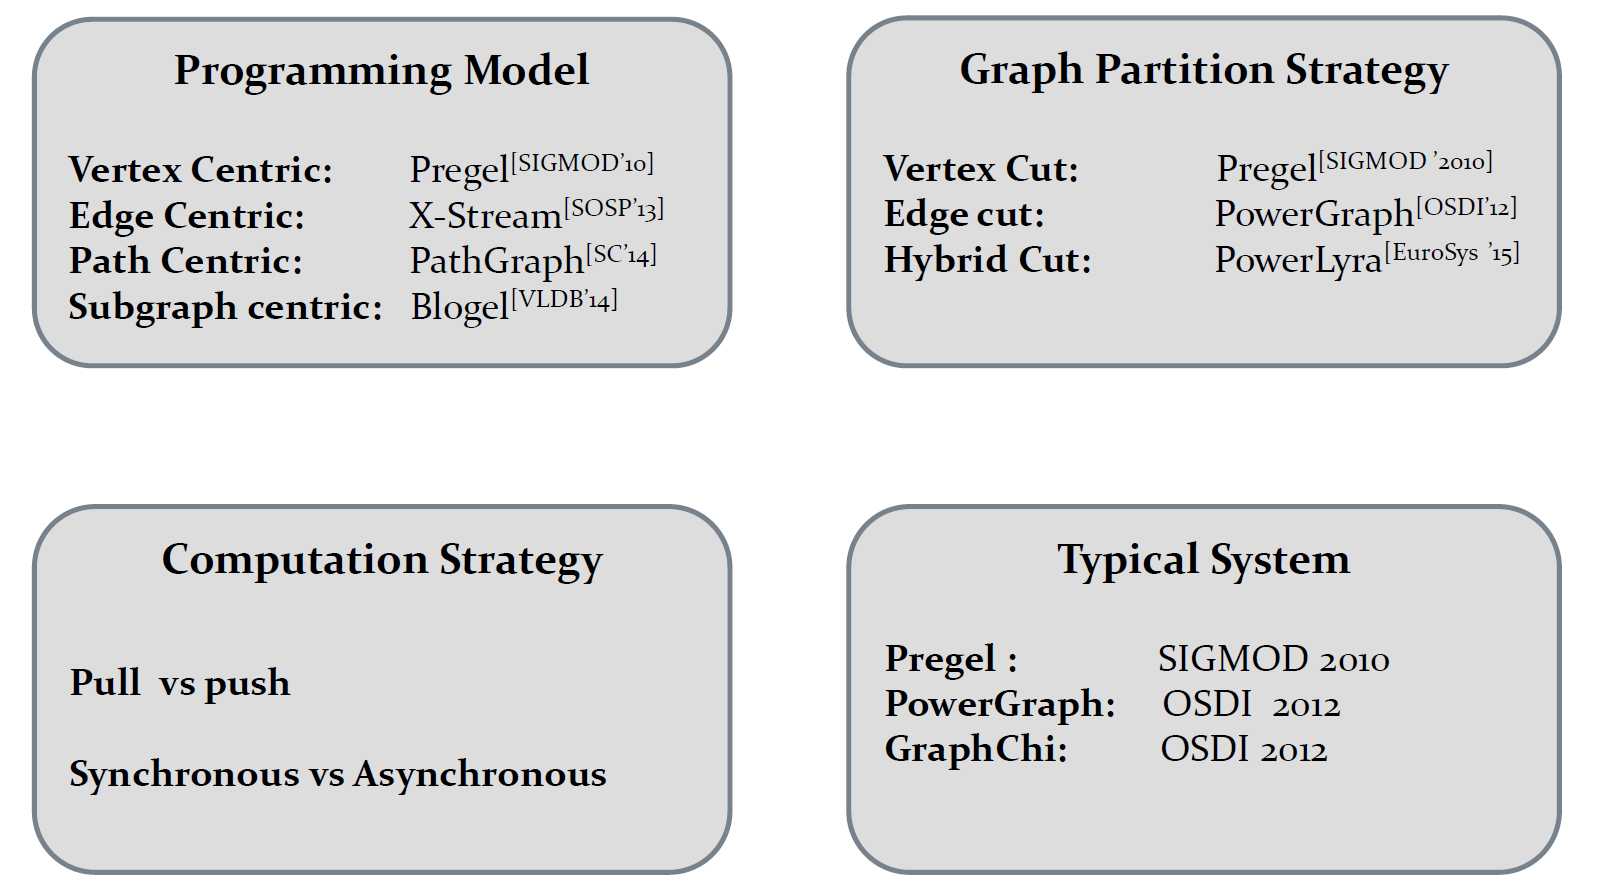 Programming Model
Vertex Centric: Pregel[SIGMOD'10]
Edge Centric: X-Stream[SOSP'13]
Path Centric: PathGraph[SC'14]
Subgraph centric: Blogel[VLDB'14]
Graph Partition Strategy
Vertex Cut: Pregel[SIGMOD '2010]
Edge cut: PowerGraph[OSDI'12]
Hybrid Cut: PowerLyra[EuroSys '15]
Computation Strategy
Pull vs push
Synchronous vs Asynchronous
Typical System
Pregel : SIGMOD 2010
PowerGraph: OSDI 2012
GraphChi: OSDI 2012